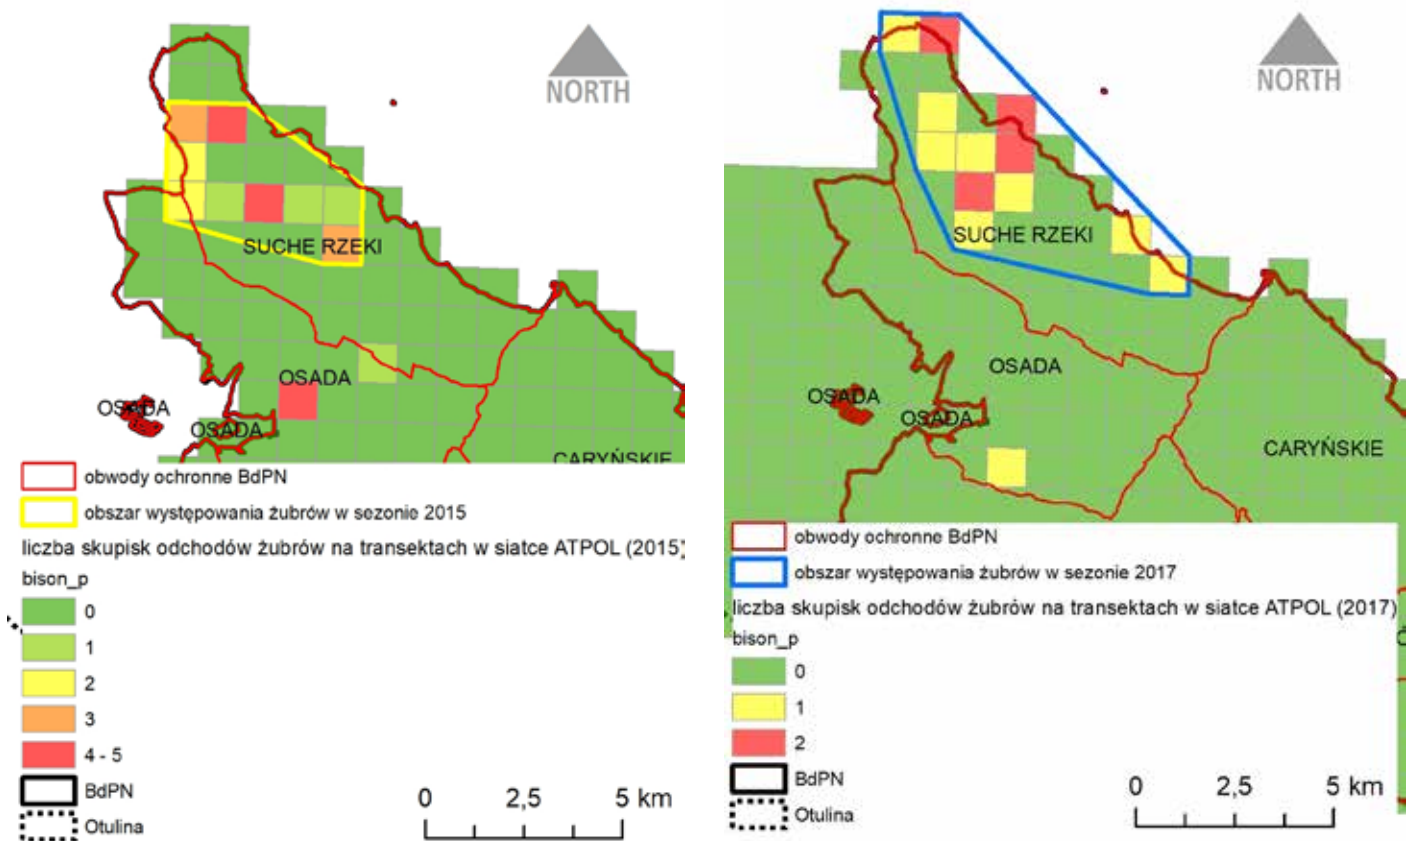 NORTH
SUCHE RZEKI
OSADA
OSADA
OSADA
CARYŃSKIE
obwody ochronne BdPN
obszar występowania żubrów w sezonie 2015
liczba skupisk odchodów żubrów na transektach w siatce ATPOL (2015)
bison_p
0
1
2
3
4 - 5
BdPN
Otulina
0 2,5 5 km
NORTH
SUCHE RZEKI
OSADA
OSADA
OSADA
CARYŃSKIE
obwody ochronne BdPN
obszar występowania żubrów w sezonie 2017
liczba skupisk odchodów żubrów na transektach w siatce ATPOL (2017)
bison_p
0
1
2
BdPN
Otulina
0 2,5 5 km